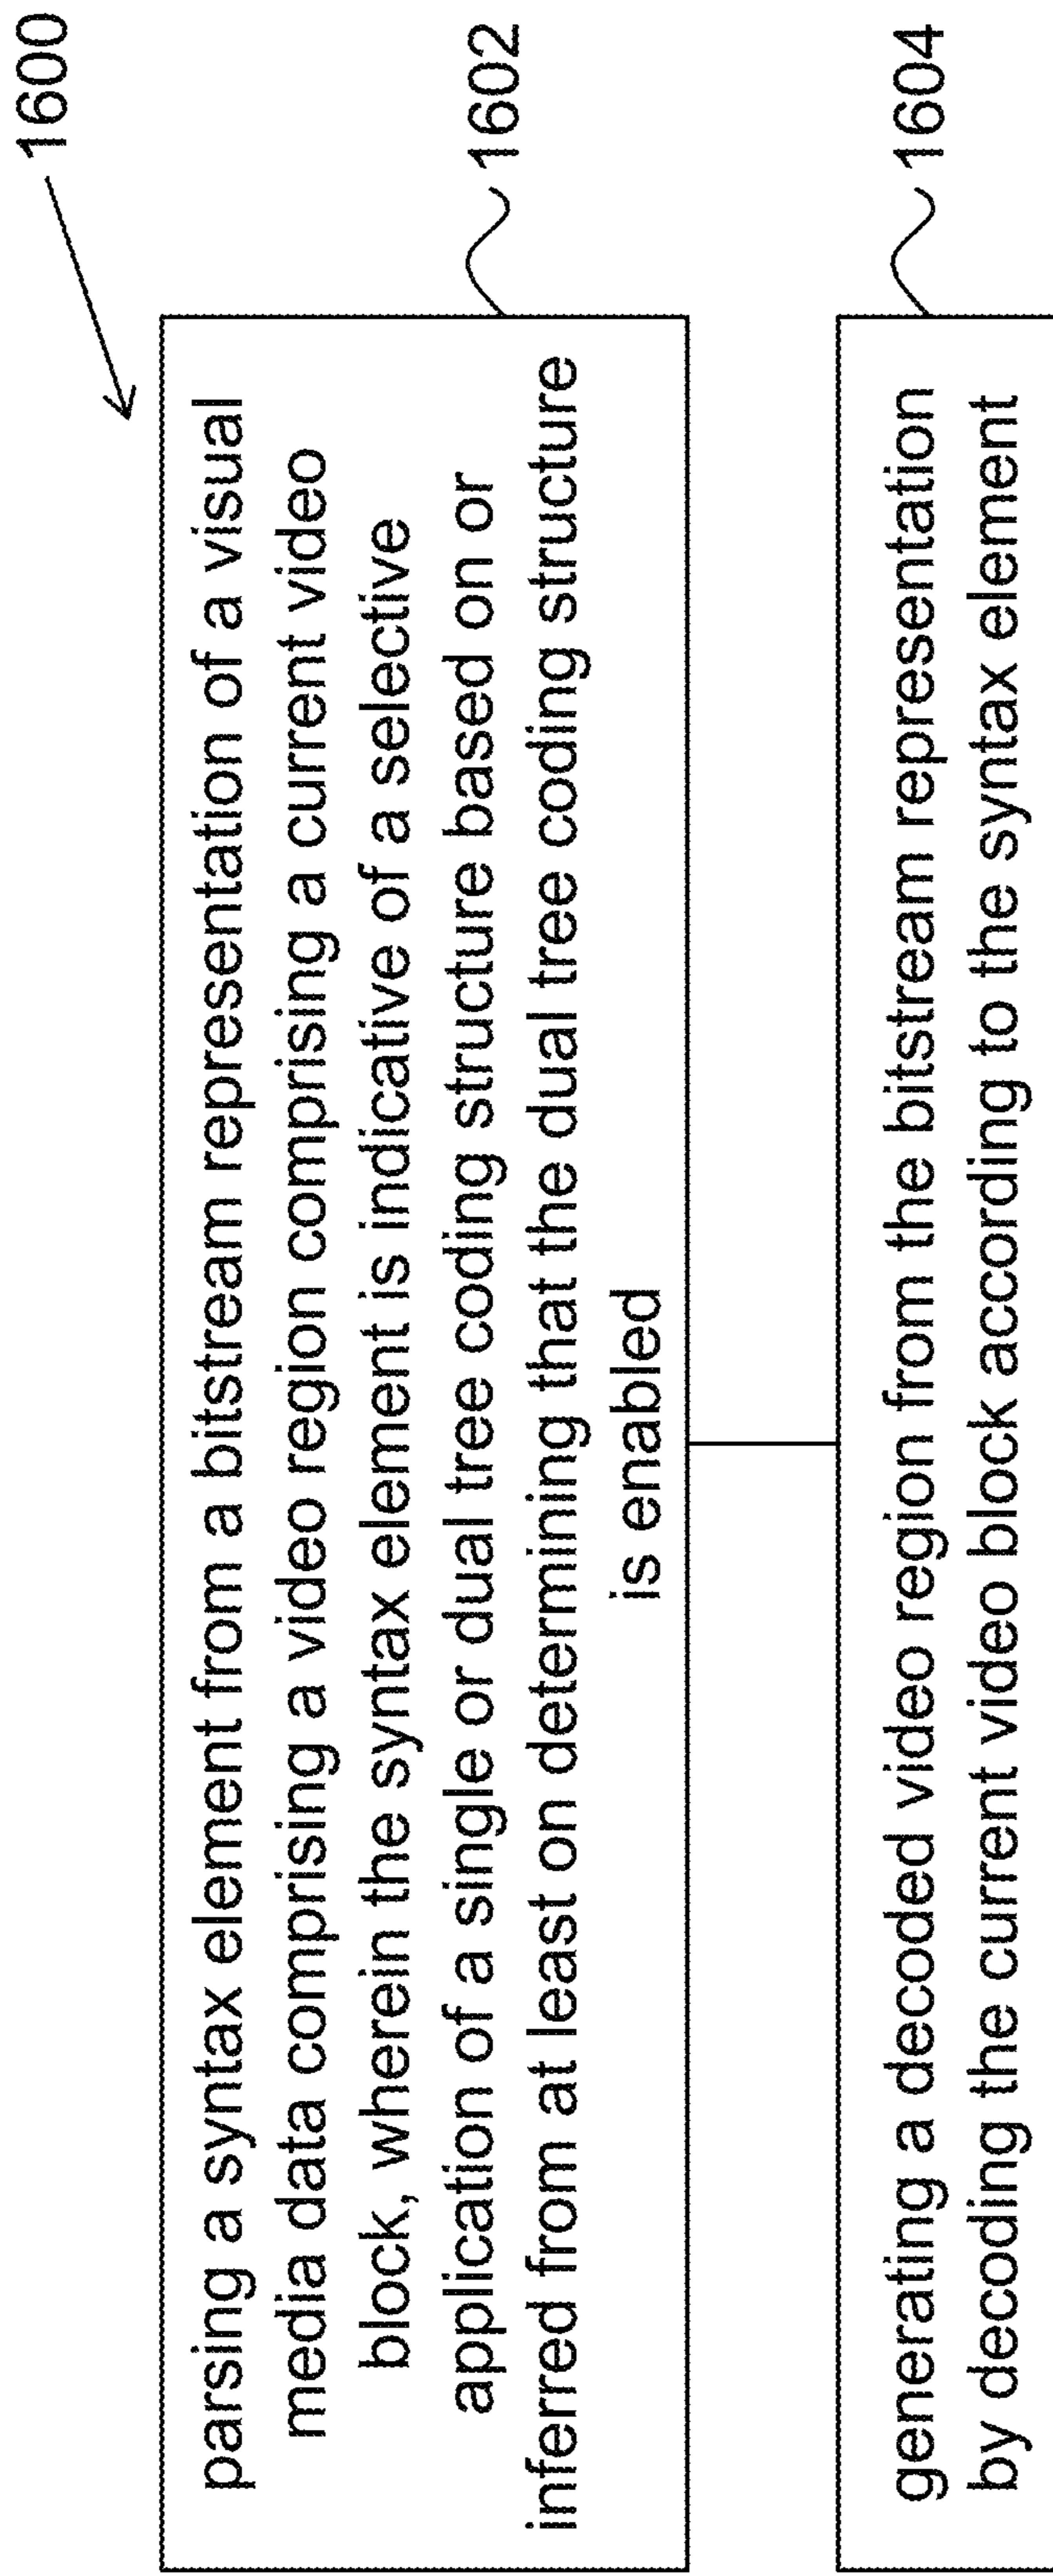 1600
parsing a syntax element from a bitstream representation of a visual
media data comprising a video region comprising a current video
block, wherein the syntax element is indicative of a selective
application of a single or dual tree coding structure based on or
inferred from at least on determining that the dual tree coding structure
is enabled
1602
generating a decoded video region from the bitstream representation
by decoding the current video block according to the syntax element
1604